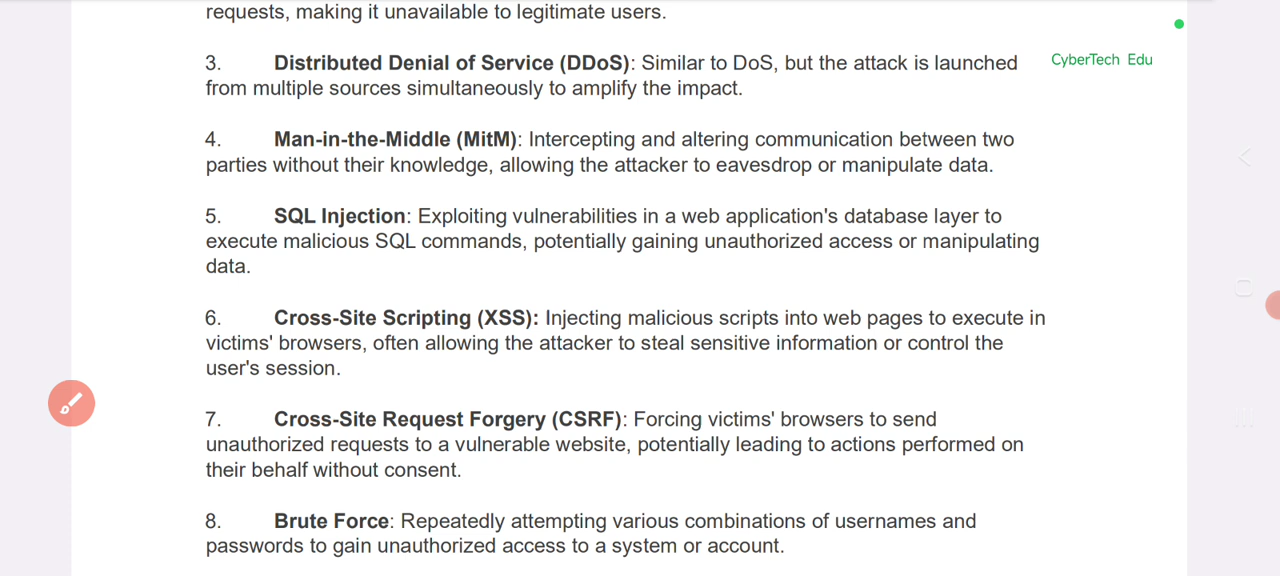 requests, making it unavailable to legitimate users.
3. Distributed Denial of Service (DDoS): Similar to DoS, but the attack is launched
from multiple sources simultaneously to amplify the impact.
CyberTech Edu
4. Man-in-the-Middle (MitM): Intercepting and altering communication between two
parties without their knowledge, allowing the attacker to eavesdrop or manipulate data.
5. SQL Injection: Exploiting vulnerabilities in a web application's database layer to
execute malicious SQL commands, potentially gaining unauthorized access or manipulating
data.
6. Cross-Site Scripting (XSS): Injecting malicious scripts into web pages to execute in
victims' browsers, often allowing the attacker to steal sensitive information or control the
user's session.
7. Cross-Site Request Forgery (CSRF): Forcing victims' browsers to send
unauthorized requests to a vulnerable website, potentially leading to actions performed on
their behalf without consent.
8. Brute Force: Repeatedly attempting various combinations of usernames and
passwords to gain unauthorized access to a system or account.